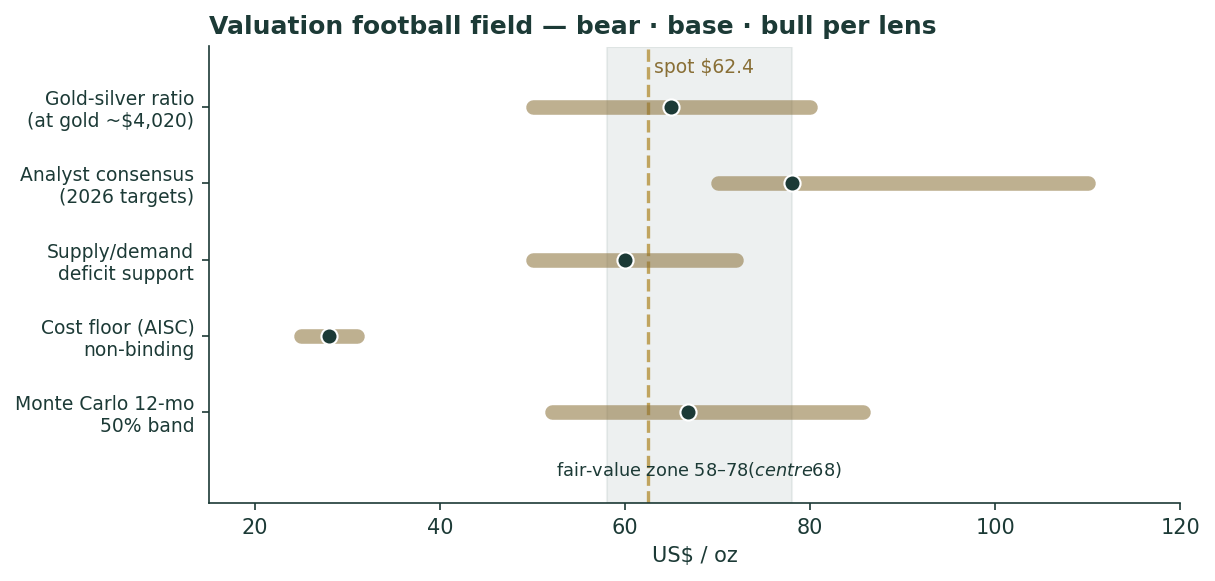 Valuation football field — bear · base · bull per lens
spot $62.4
Gold-silver ratio
(at gold ~$4,020)
Analyst consensus
(2026 targets)
Supply/demand
deficit support
Cost floor (AISC)
non-binding
Monte Carlo 12-mo
50% band
fair-value zone 58–78(centre68)
20 40 60 80 100 120
US$ / oz